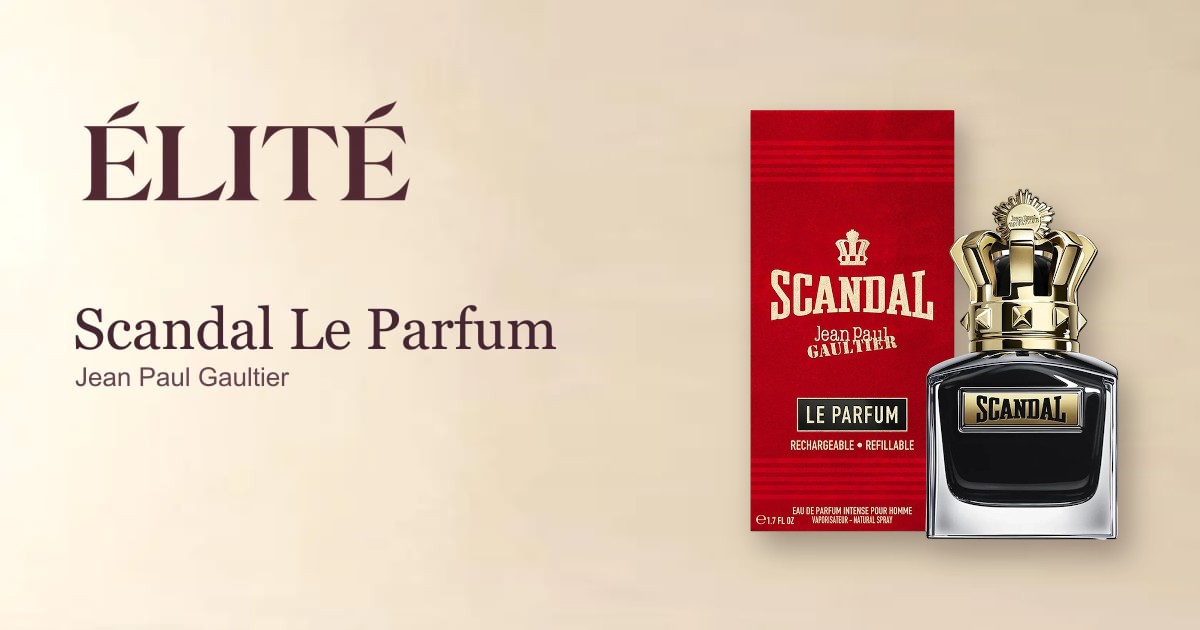 ÉLITÉ
Scandal Le Parfum
Jean Paul Gaultier
SCANDAL
Jean Paul
GAULTIER
LE PARFUM
RECHARGEABLE • REFILLABLE
EAU DE PARFUM INTENSE POUR HOMME
℮ 1.7 FL OZ VAPORISATEUR - NATURAL SPRAY
SCANDAL